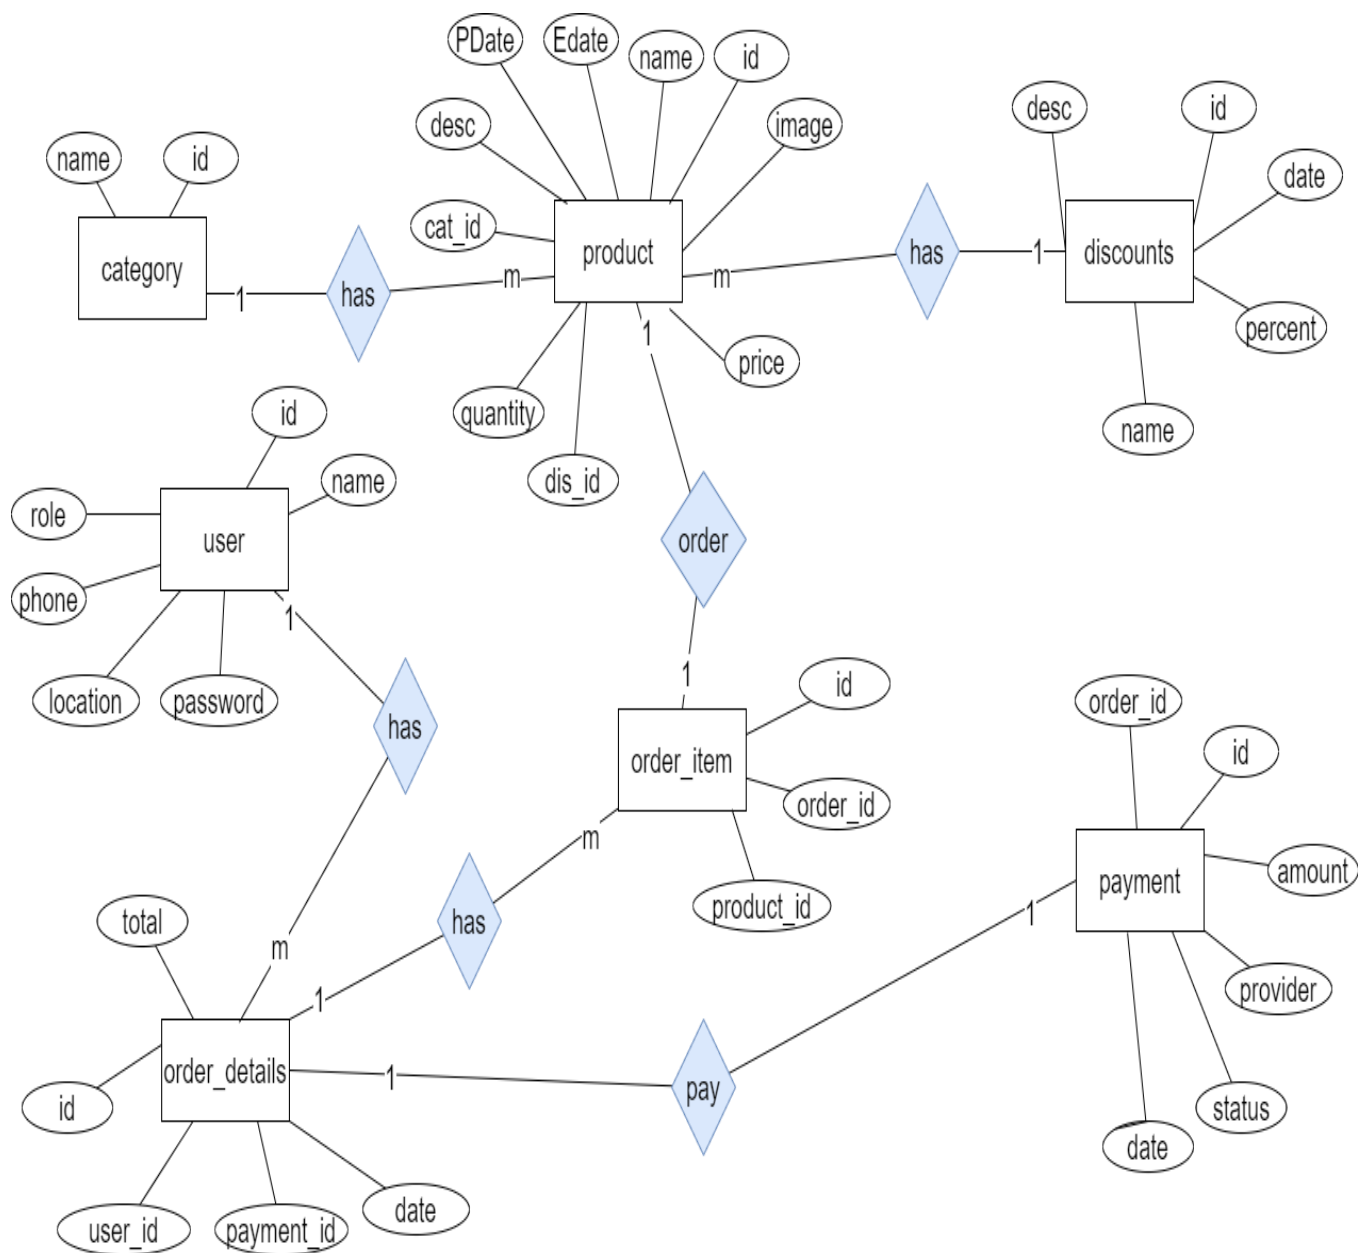 PDate
Edate
name
id
desc
image
cat_id
product
quantity
dis_id
price
name
id
category
1
has
m
m
has
1
desc
id
date
discounts
percent
name
1
order
1
id
name
role
user
phone
location
password
1
has
m
id
order_item
order_id
product_id
m
has
1
total
order_details
id
user_id
payment_id
date
1
pay
1
order_id
id
payment
amount
provider
status
date